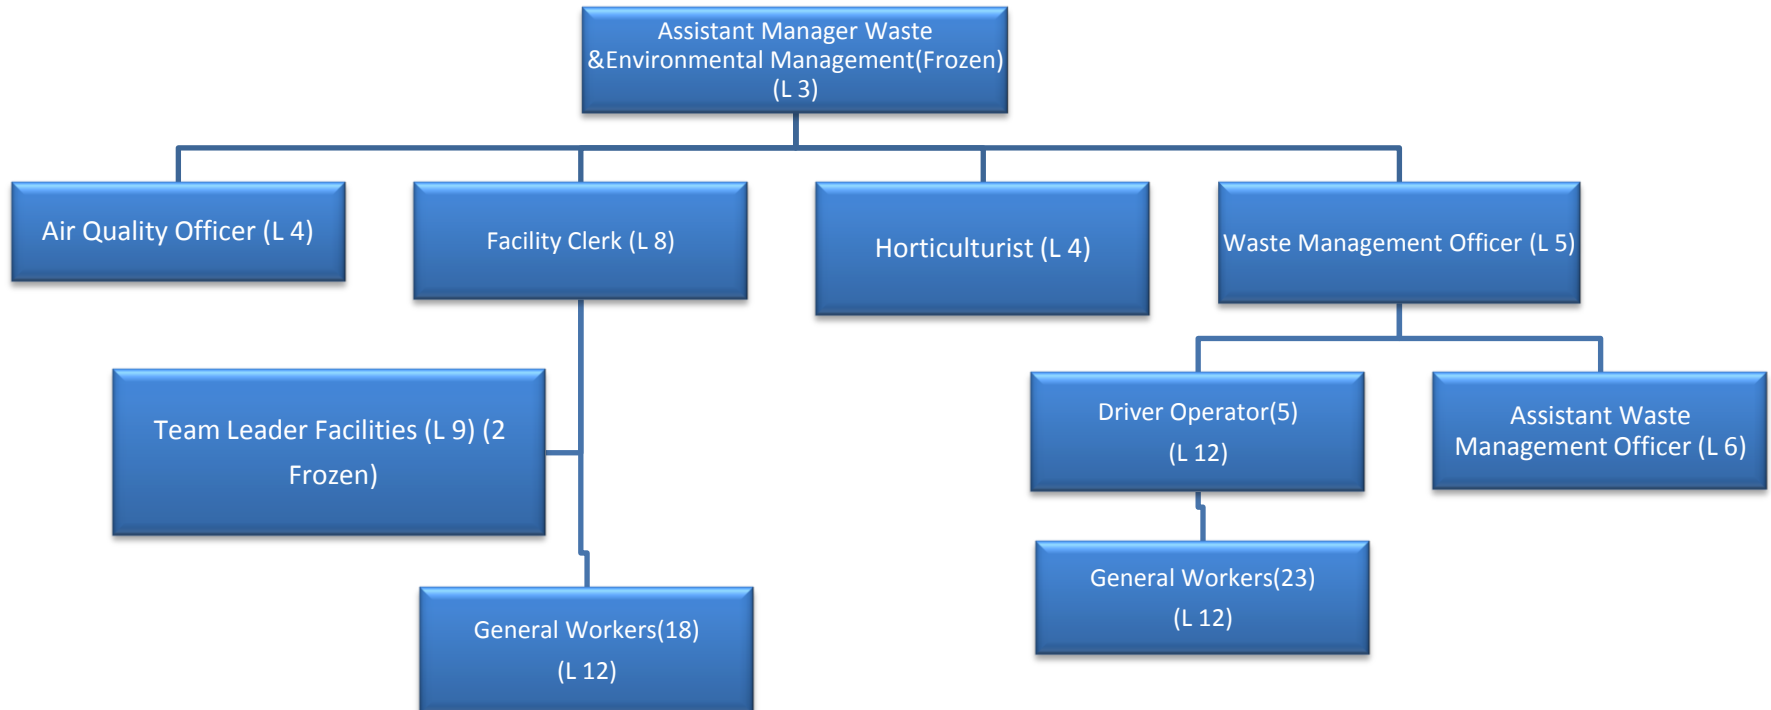 Assistant Manager Waste
&Environmental Management(Frozen)
(L 3)
Air Quality Officer (L 4)
Facility Clerk (L 8)
Horticulturist (L 4)
Waste Management Officer (L 5)
Team Leader Facilities (L 9) (2
Frozen)
Driver Operator(5)
(L 12)
Assistant Waste
Management Officer (L 6)
General Workers(18)
(L 12)
General Workers(23)
(L 12)